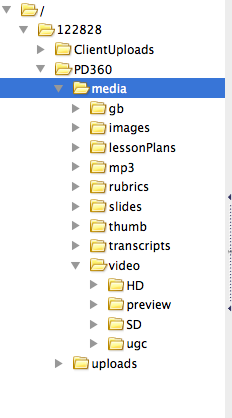 /
122828
ClientUploads
PD360
media
gb
images
lessonPlans
mp3
rubrics
slides
thumb
transcripts
video
HD
preview
SD
ugc
uploads